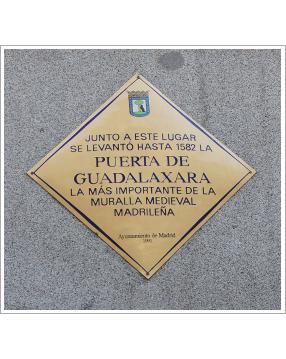 JUNTO A ESTE LUGAR
SE LEVANTÓ HASTA 1582 LA
PUERTA DE
GUADALAXARA
LA MÁS IMPORTANTE DE LA
MURALLA MEDIEVAL
MADRILEÑA
Ayuntamiento de Madrid